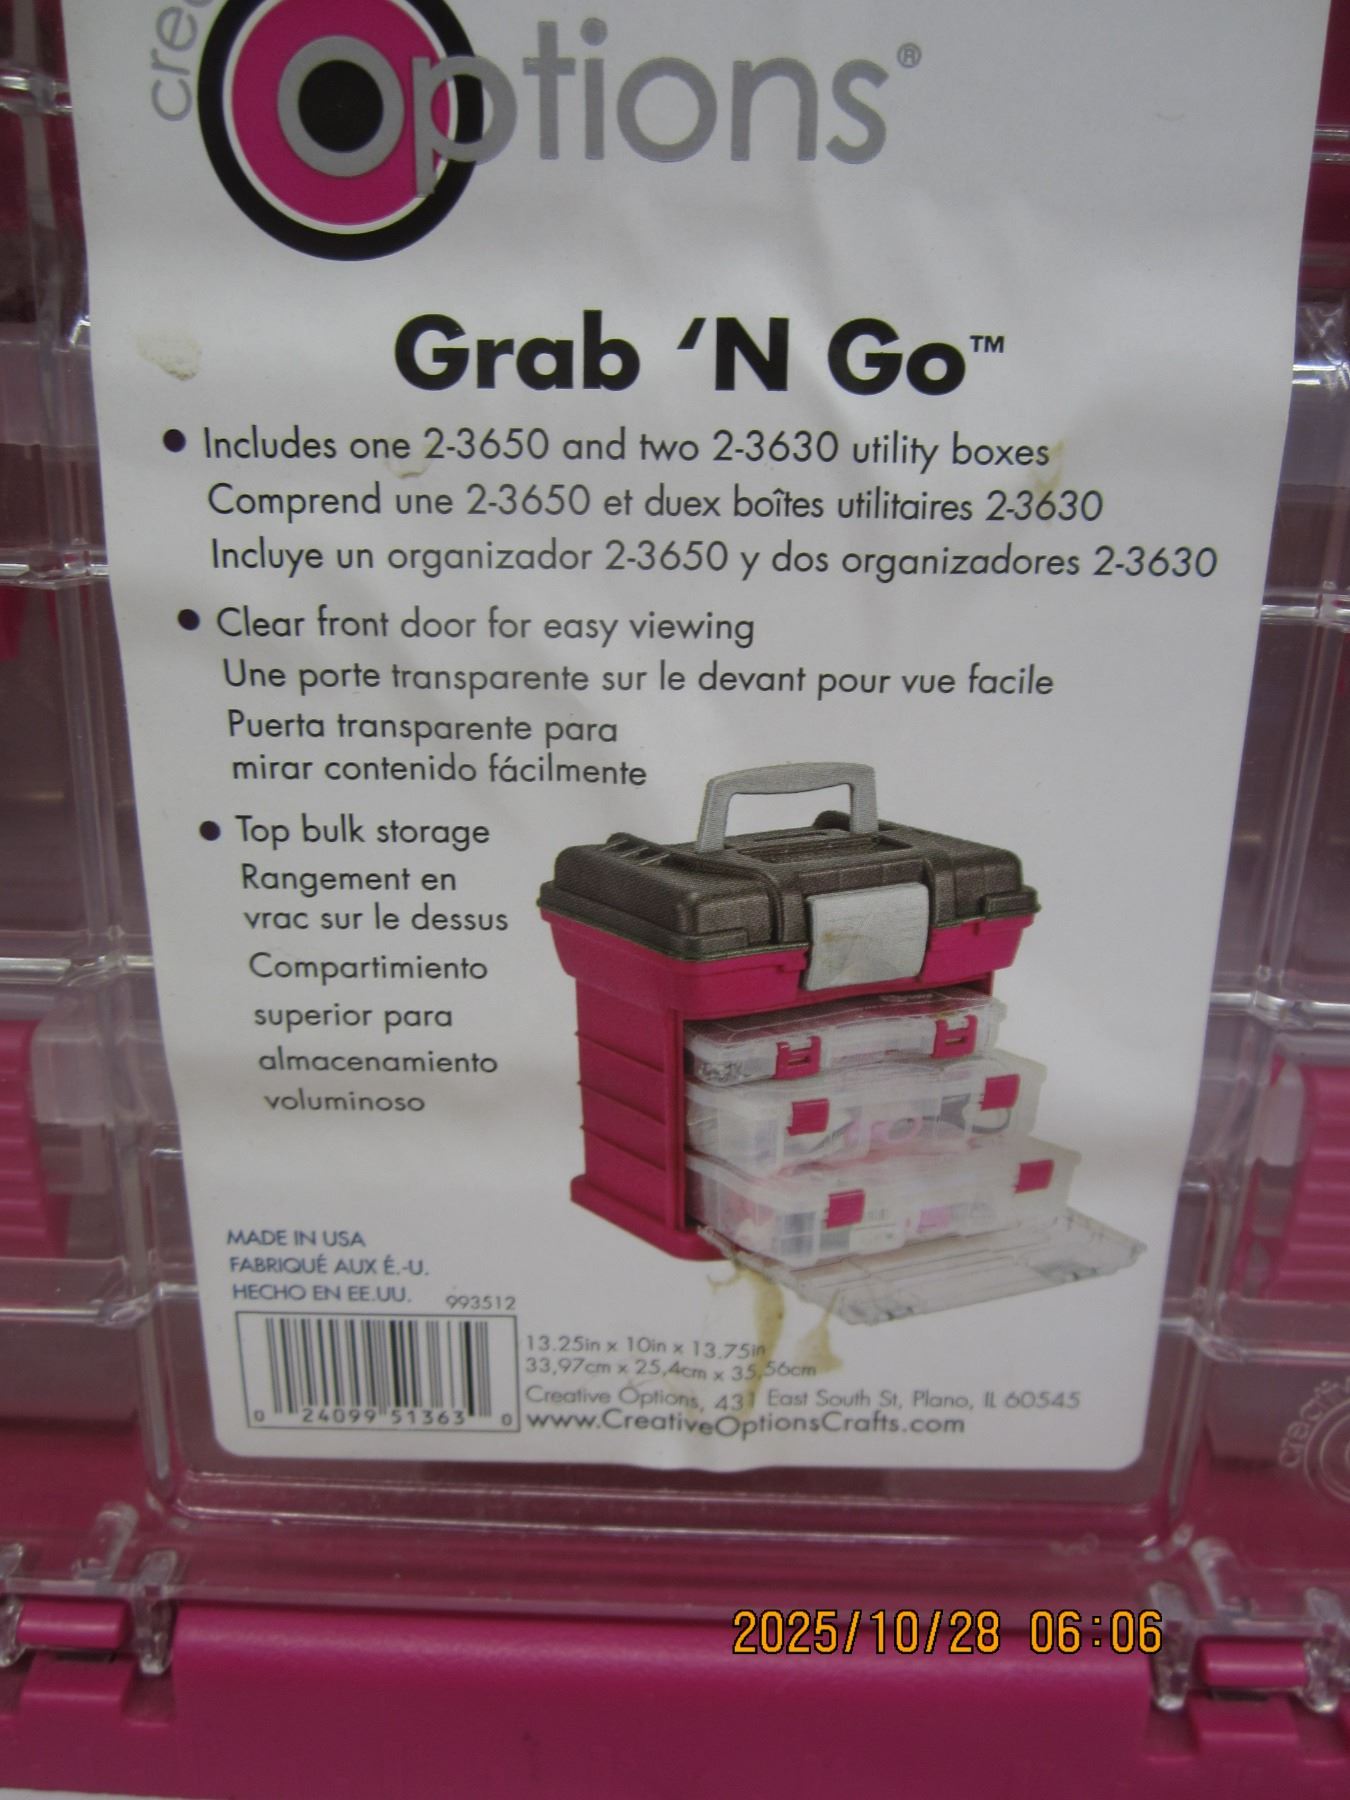 crea
Options®
Grab 'N Go™
• Includes one 2-3650 and two 2-3630 utility boxes
Comprend une 2-3650 et duex boîtes utilitaires 2-3630
Incluye un organizador 2-3650 y dos organizadores 2-3630
• Clear front door for easy viewing
Une porte transparente sur le devant pour vue facile
Puerta transparente para
mirar contenido fácilmente
• Top bulk storage
Rangement en
vrac sur le dessus
Compartimiento
superior para
almacenamiento
voluminoso
MADE IN USA
FABRIQUÉ AUX É.-U.
HECHO EN EE.UU.
993512
0 24099 51363 0
13.25in x 10in x 13.75in
33,97cm x 25,4cm x 35,56cm
Creative Options, 431 East South St, Plano, IL 60545
www.CreativeOptionsCrafts.com
2025/10/28 06:06